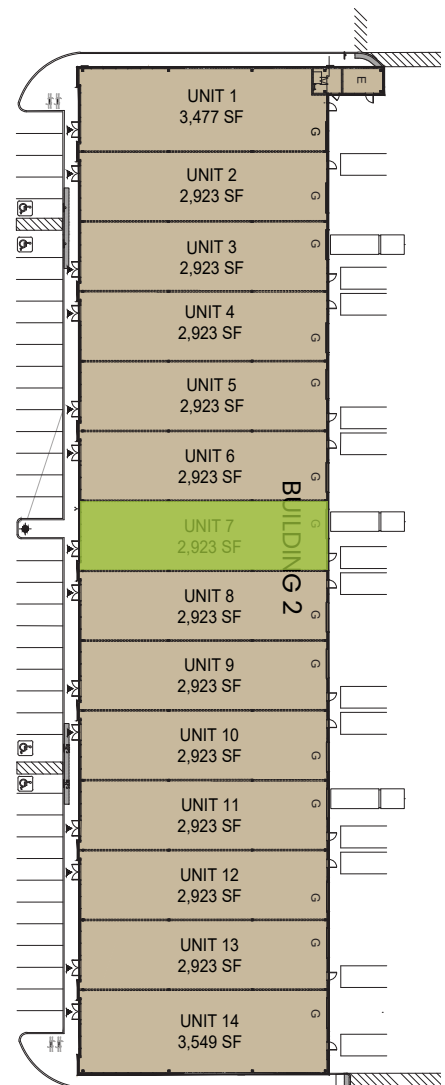 E
UNIT 1
3,477 SF
G
UNIT 2
2,923 SF
G
UNIT 3
2,923 SF
G
UNIT 4
2,923 SF
G
UNIT 5
2,923 SF
G
UNIT 6
2,923 SF
G
BUILDING 2
UNIT 7
2,923 SF
G
UNIT 8
2,923 SF
G
UNIT 9
2,923 SF
G
UNIT 10
2,923 SF
G
UNIT 11
2,923 SF
G
UNIT 12
2,923 SF
G
UNIT 13
2,923 SF
G
UNIT 14
3,549 SF
G